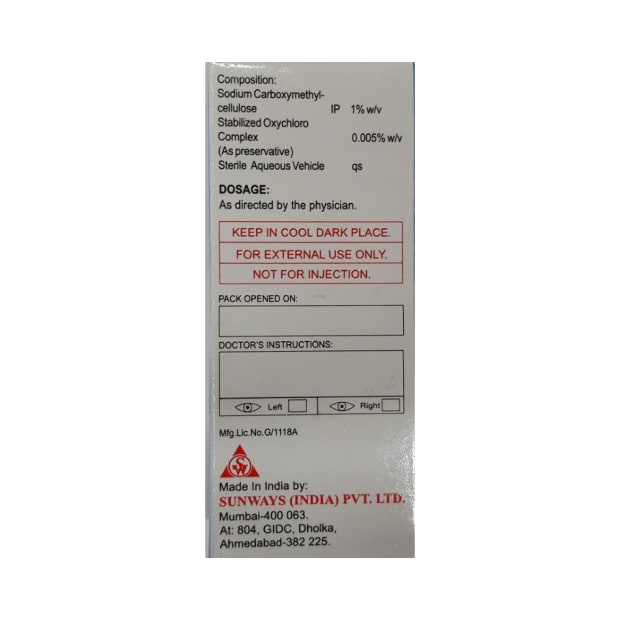 Composition:
Sodium Carboxymethyl-
cellulose IP 1% w/v
Stabilized Oxychloro
Complex 0.005% w/v
(As preservative)
Sterile Aqueous Vehicle qs
DOSAGE:
As directed by the physician.
KEEP IN COOL DARK PLACE.
FOR EXTERNAL USE ONLY.
NOT FOR INJECTION.
PACK OPENED ON:
DOCTOR'S INSTRUCTIONS:
Left Right
Mfg.Lic.No.G/1118A
SW
Made In India by:
SUNWAYS (INDIA) PVT. LTD.
Mumbai-400 063.
At: 804, GIDC, Dholka,
Ahmedabad-382 225.